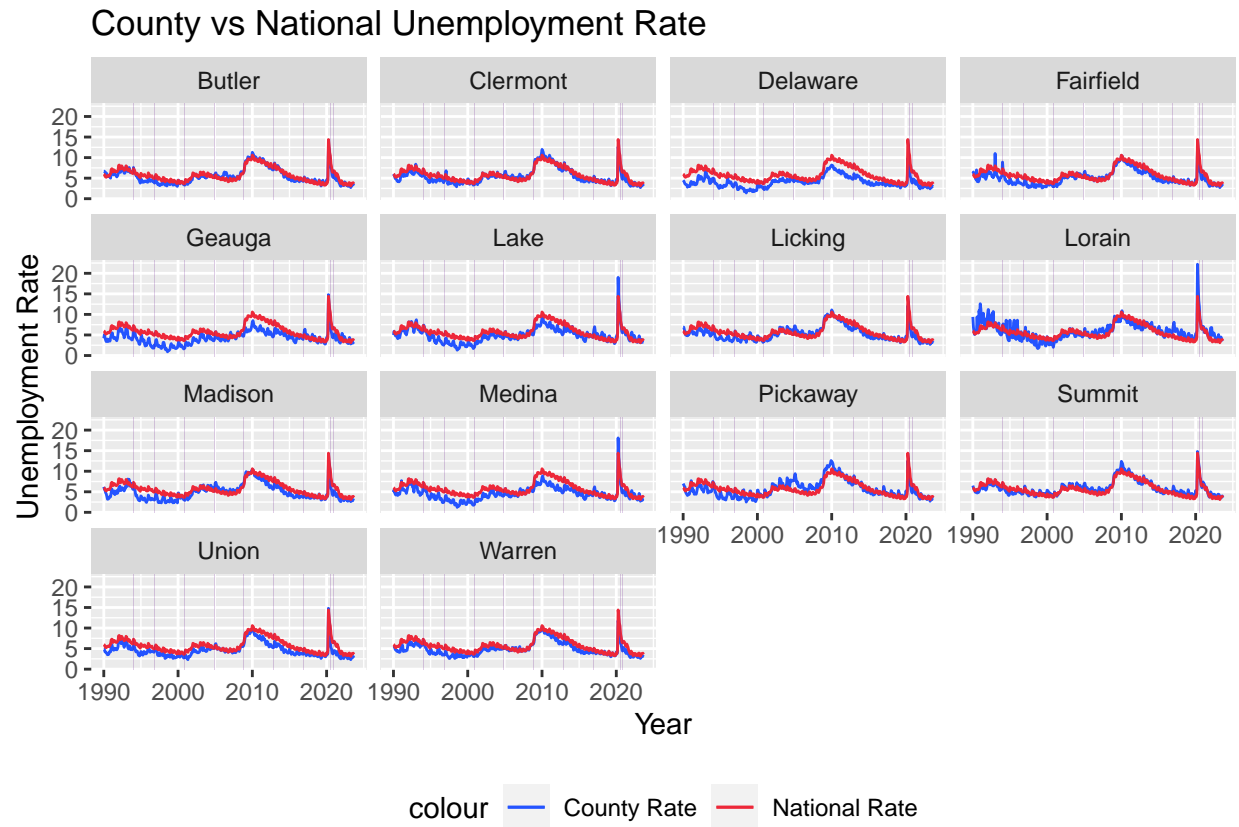 County vs National Unemployment Rate
Butler Clermont Delaware Fairfield
20
15
10
5
0
Geauga Lake Licking Lorain
20
15
10
5
0
Madison Medina Pickaway Summit
20
15
10
5
0
1990 2000 2010 2020 1990 2000 2010 2020
Union Warren
20
15
10
5
0
1990 2000 2010 2020 1990 2000 2010 2020
Unemployment Rate
Year
colour County Rate National Rate